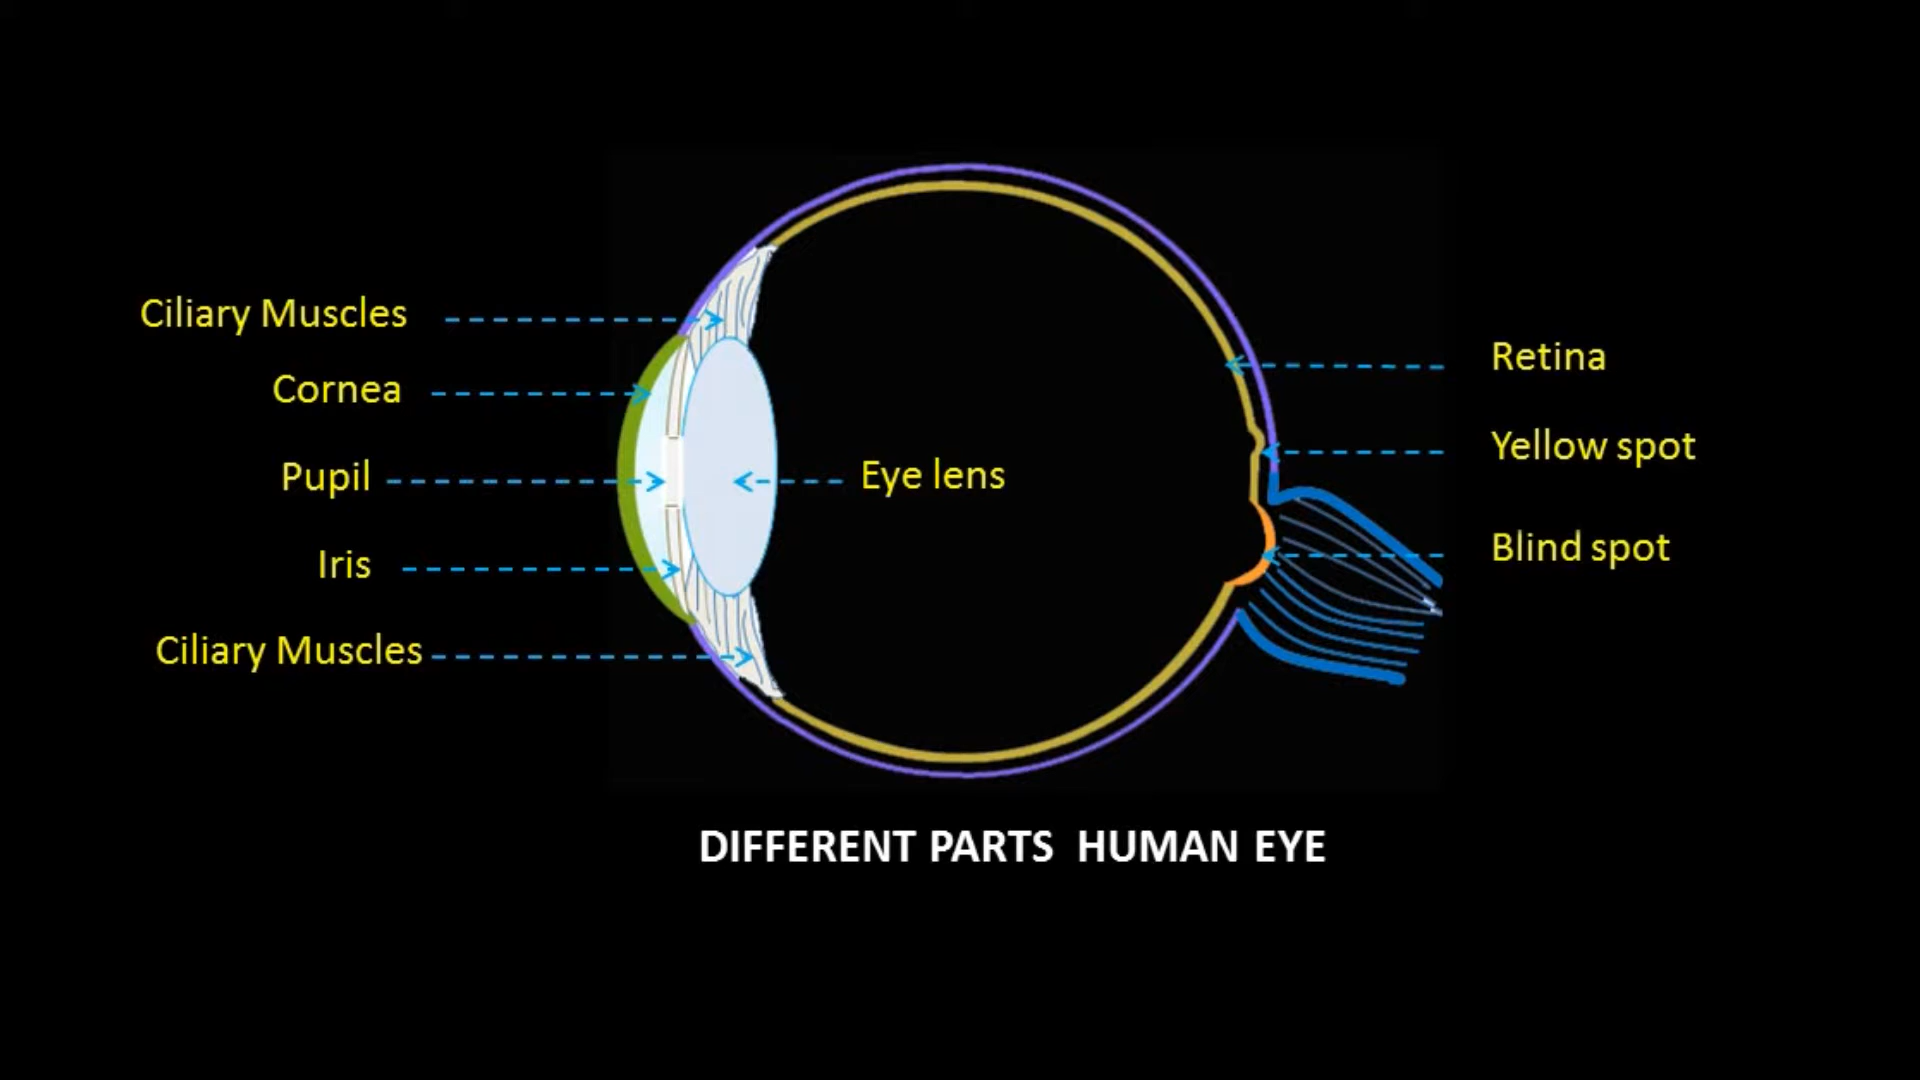 Ciliary Muscles
Cornea
Pupil
Iris
Ciliary Muscles
Eye lens
Retina
Yellow spot
Blind spot
DIFFERENT PARTS  HUMAN EYE